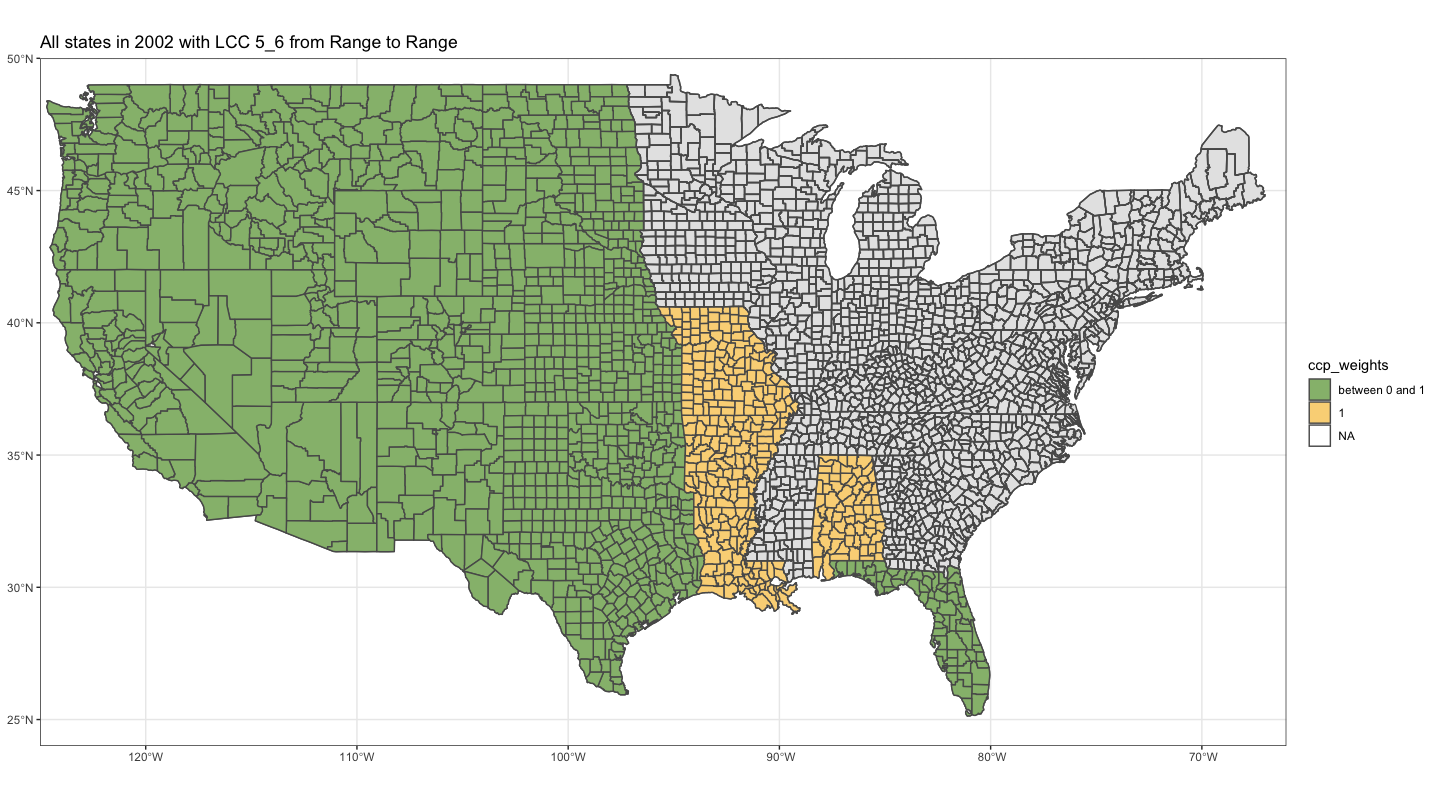 All states in 2002 with LCC 5_6 from Range to Range
50°N
45°N
40°N
35°N
30°N
25°N
120°W
110°W
100°W
90°W
80°W
70°W
ccp_weights
between 0 and 1
1
NA